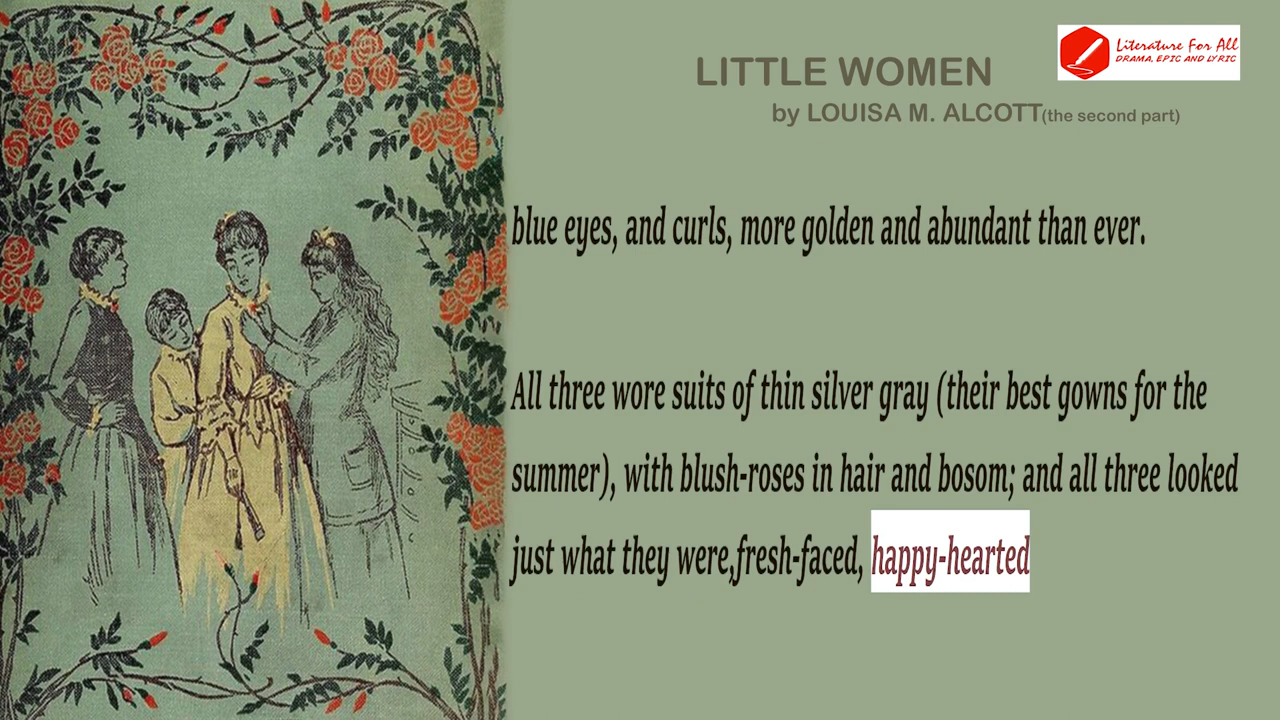 LITTLE WOMEN
Literature For All
DRAMA, EPIC AND LYRIC
by LOUISA M. ALCOTT(the second part)
blue eyes, and curls, more golden and abundant than ever.
All three wore suits of thin silver gray (their best gowns for the
summer), with blush-roses in hair and bosom; and all three looked
just what they were,fresh-faced, happy-hearted